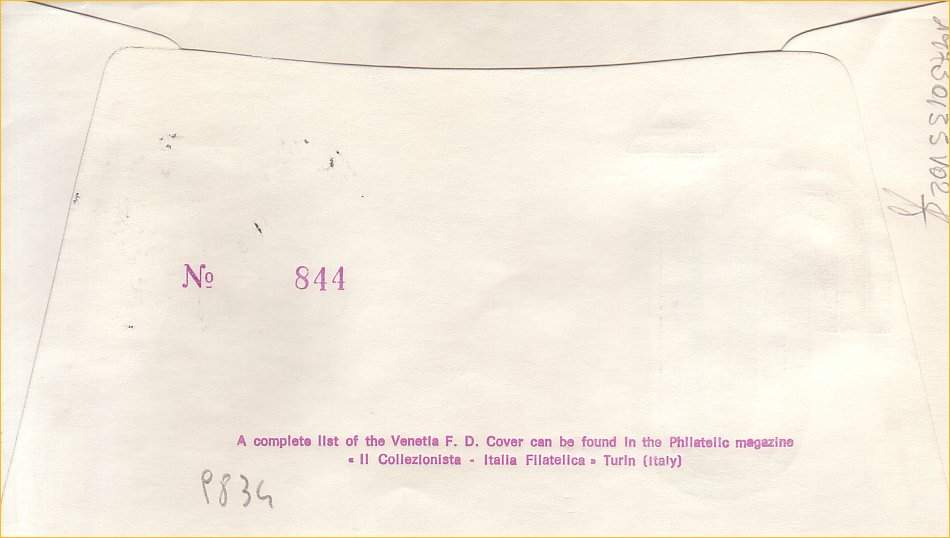 № 844
A complete list of the Venetia F. D. Cover can be found in the Philatelic magazine
« Il Collezionista - Italia Filatelica » Turin (Italy)
9834